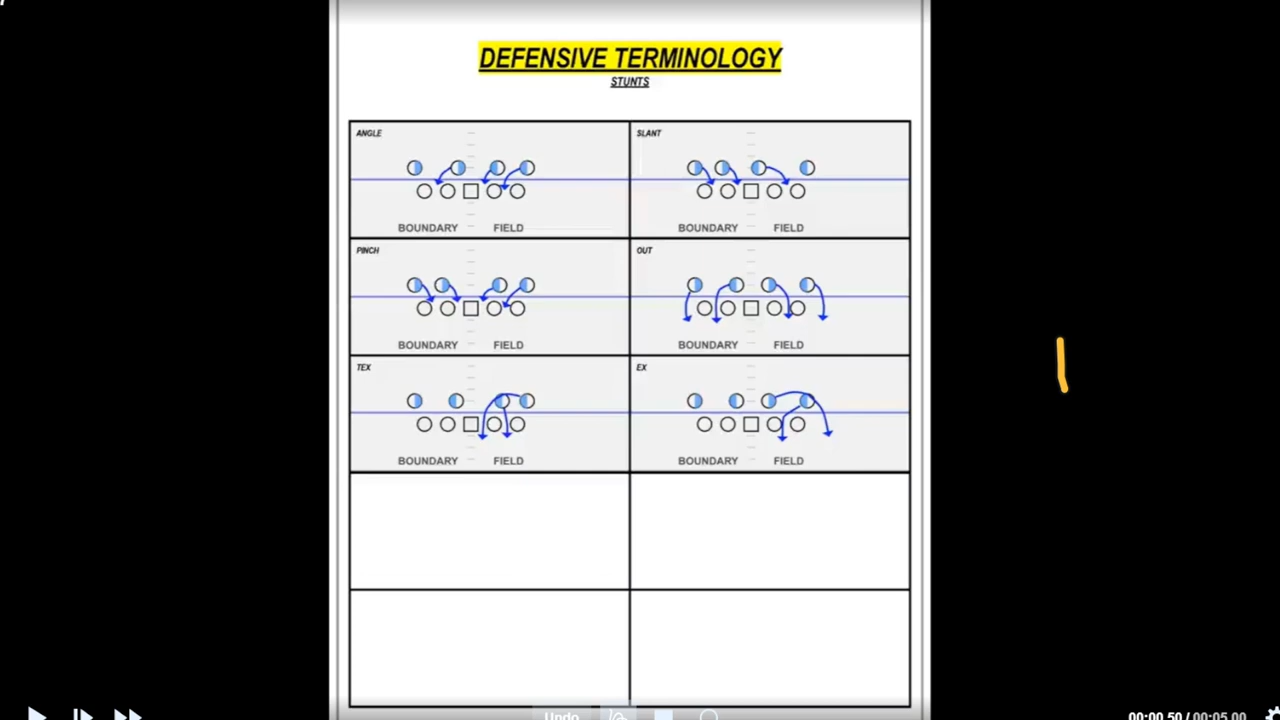 DEFENSIVE TERMINOLOGY
STUNTS
ANGLE
BOUNDARY FIELD
SLANT
BOUNDARY FIELD
PINCH
BOUNDARY FIELD
OUT
BOUNDARY FIELD
TEX
BOUNDARY FIELD
EX
BOUNDARY FIELD
Undo
00:00.50 / 00:05.00